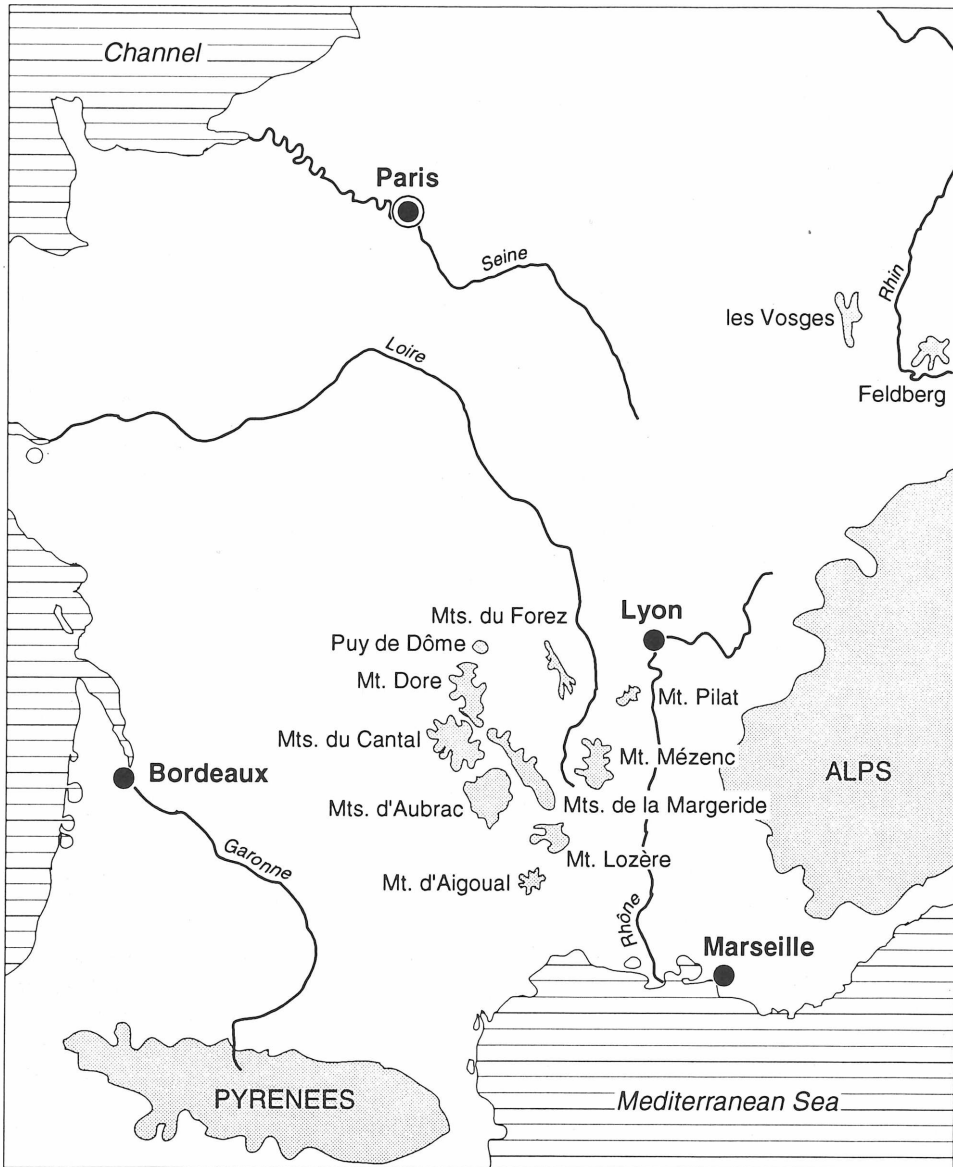 Channel
Paris
Seine
Rhin
les Vosges
Loire
Feldberg
Mts. du Forez
Lyon
Puy de Dôme
Mt. Dore
Mt. Pilat
Mts. du Cantal
Mt. Mézenc
Bordeaux
ALPS
Mts. d'Aubrac
Mts. de la Margeride
Garonne
Mt. Lozère
Mt. d'Aigoual
Rhône
Marseille
PYRENEES
Mediterranean Sea